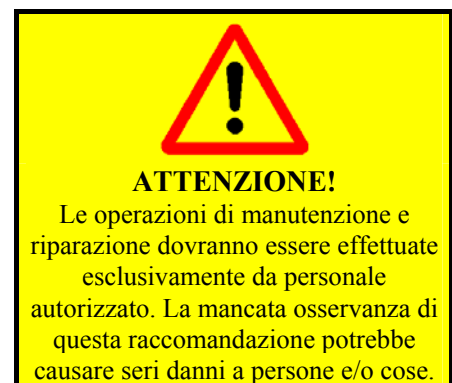 ATTENZIONE!
Le operazioni di manutenzione e
riparazione dovranno essere effettuate
esclusivamente da personale
autorizzato. La mancata osservanza di
questa raccomandazione potrebbe
causare seri danni a persone e/o cose.